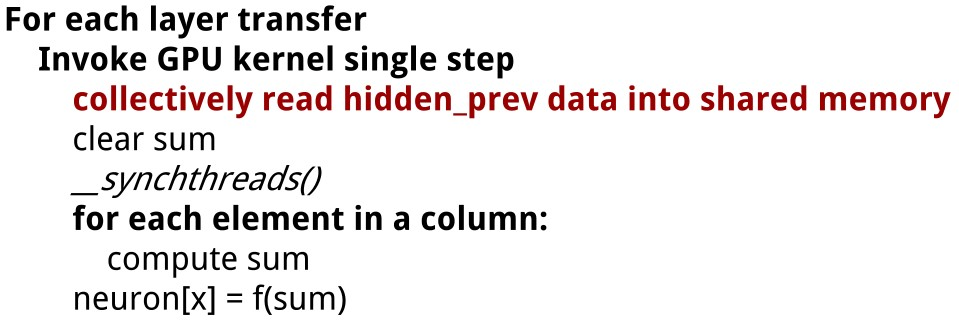 For each layer transfer
Invoke GPU kernel single step
collectively read hidden_prev data into shared memory
clear sum
__synchthreads()
for each element in a column:
compute sum
neuron[x] = f(sum)